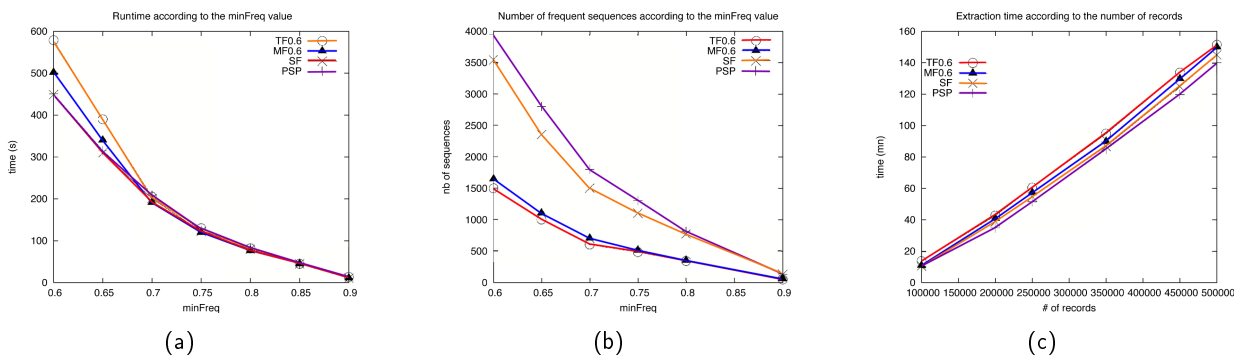 Runtime according to the minFreq value
600
500
400
300
200
100
0
time (s)
TF0.6
MF0.6
SF
PSP
0.6 0.65 0.7 0.75 0.8 0.85 0.9
minFreq
(a)
Number of frequent sequences according to the minFreq value
4000
3500
3000
2500
2000
1500
1000
500
0
nb of sequences
TF0.6
MF0.6
SF
PSP
0.6 0.65 0.7 0.75 0.8 0.9
minFreq
(b)
Extraction time according to the number of records
160
140
120
100
80
60
40
20
0
time (mn)
TF0.6
MF0.6
SF
PSP
100000 150000 200000 250000 300000 350000 400000 450000 500000
# of records
(c)